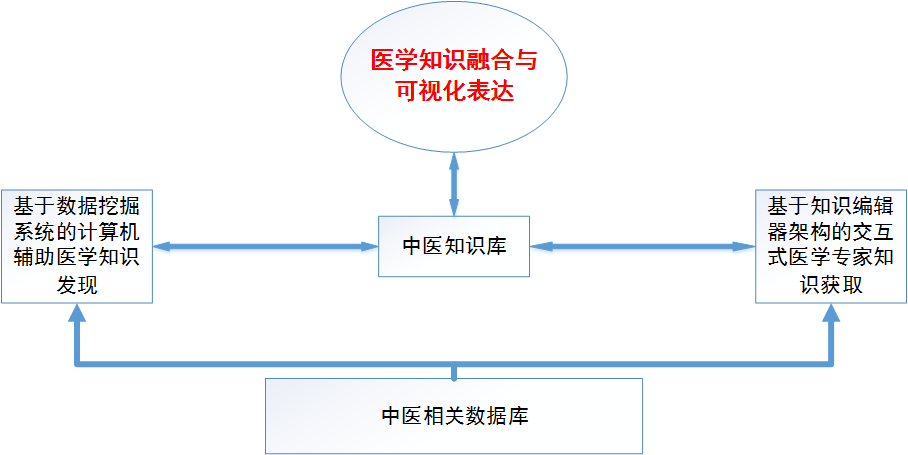 医学知识融合与
可视化表达
基于数据挖掘
系统的计算机
辅助医学知识
发现
中医知识库
基于知识编辑
器架构的交互
式医学专家知
识获取
中医相关数据库